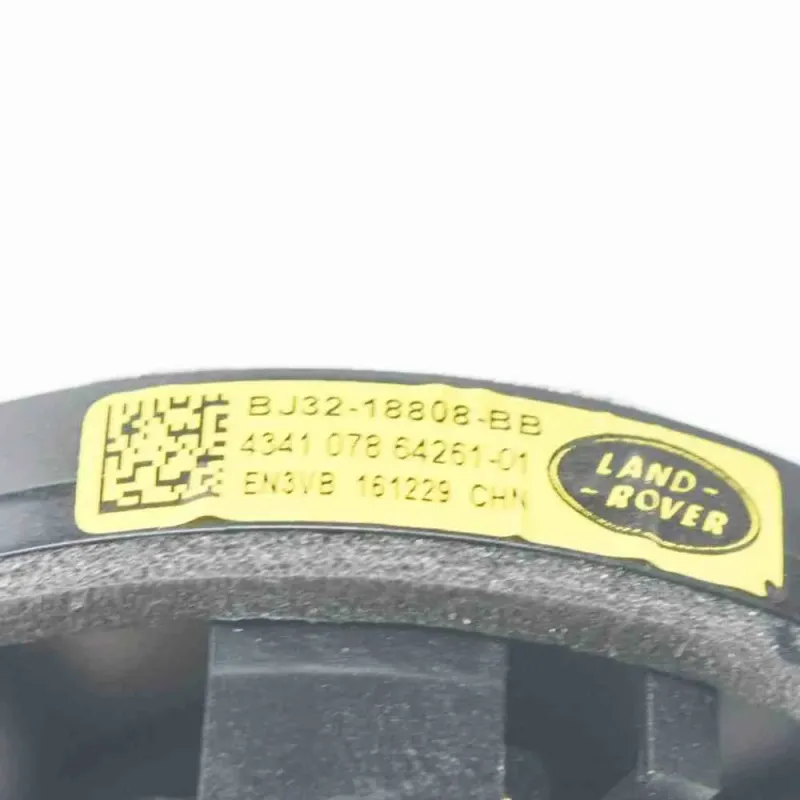 BJ32-18808-BB
4341 078 64261-01
EN3VB 161229 CHN
LAND-
-ROVER